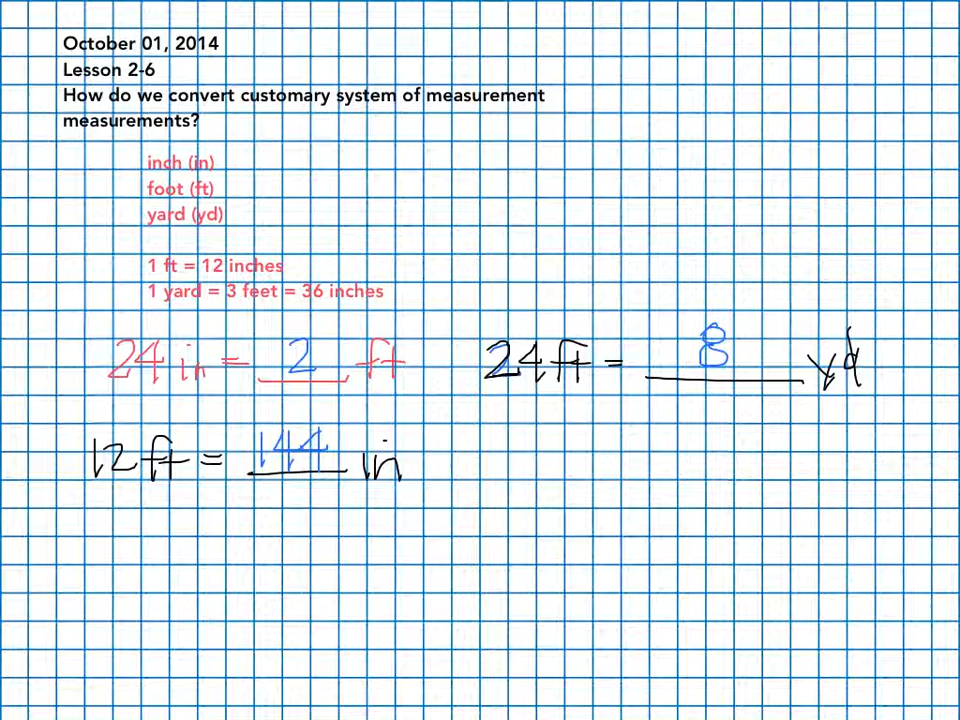 October 01, 2014
Lesson 2-6
How do we convert customary system of measurement
measurements?
inch (in)
foot (ft)
yard (yd)
1 ft = 12 inches
1 yard = 3 feet = 36 inches
24 in = 2 ft
24 ft = 8 yd
12 ft = 144 in